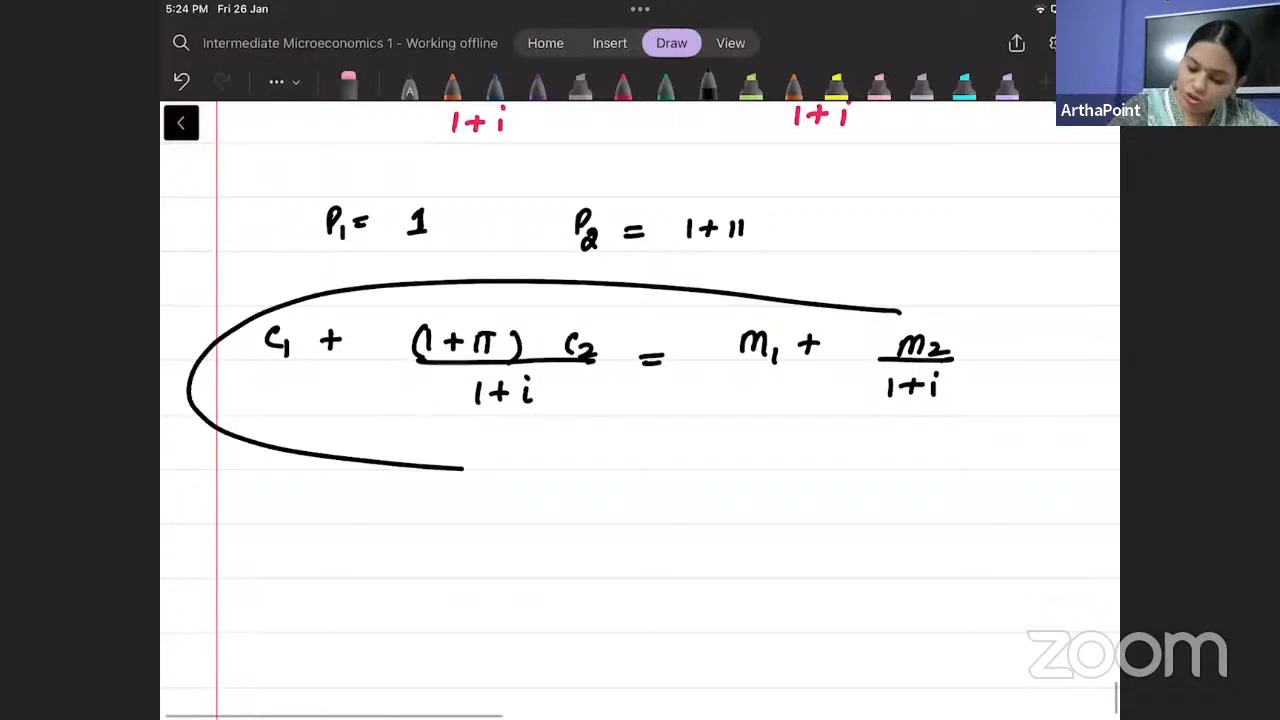 5:24 PM Fri 26 Jan
Intermediate Microeconomics 1 - Working offline Home Insert Draw View
ArthaPoint
A
1 + i 1 + i
P₁ = 1 P₂ = 1 + π
C₁ + (1 + π) C₂ / 1 + i = m₁ + m₂ / 1 + i
zoom